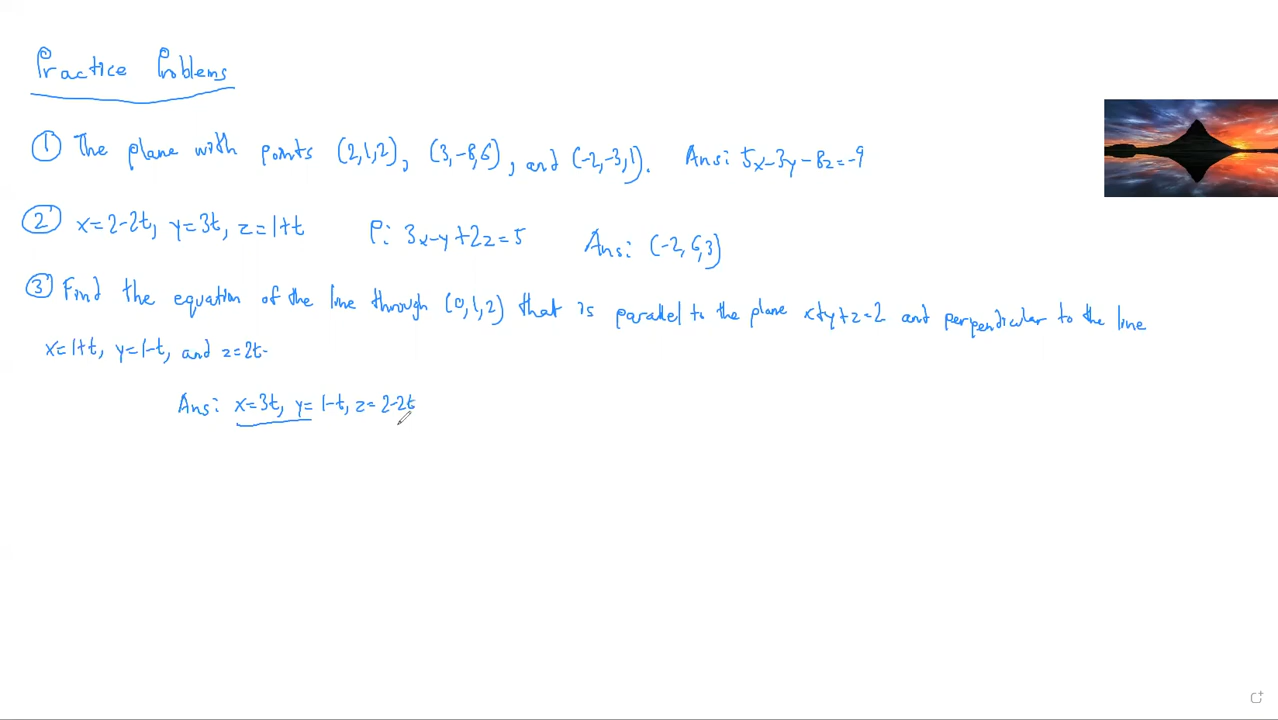 Practice Problems
① The plane with points (2,1,2), (3,-8,6), and (-2,-3,1). Ans: 5x-3y-8z=-9
② x=2-2t, y=3t, z=1+t P: 3x-y+2z=5 Ans: (-2,6,3)
③ Find the equation of the line through (0,1,2) that is parallel to the plane x+y+z=2 and perpendicular to the line
x=1+t, y=1-t, and z=2t.
Ans: x=3t, y=1-t, z=2-2t